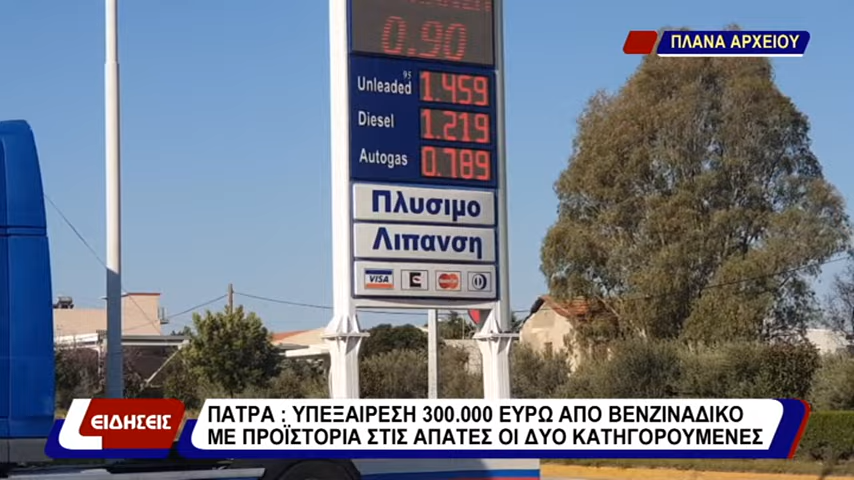 ΠΛΑΝΑ ΑΡΧΕΙΟΥ
0.90
Unleaded 95 1.459
Diesel 1.219
Autogas 0.789
Πλυσιμο
Λιπανση
VISA
ΕΙΔΗΣΕΙΣ
ΠΑΤΡΑ : ΥΠΕΞΑΙΡΕΣΗ 300.000 ΕΥΡΩ ΑΠΟ ΒΕΝΖΙΝΑΔΙΚΟ
ΜΕ ΠΡΟΪΣΤΟΡΙΑ ΣΤΙΣ ΑΠΑΤΕΣ ΟΙ ΔΥΟ ΚΑΤΗΓΟΡΟΥΜΕΝΕΣ